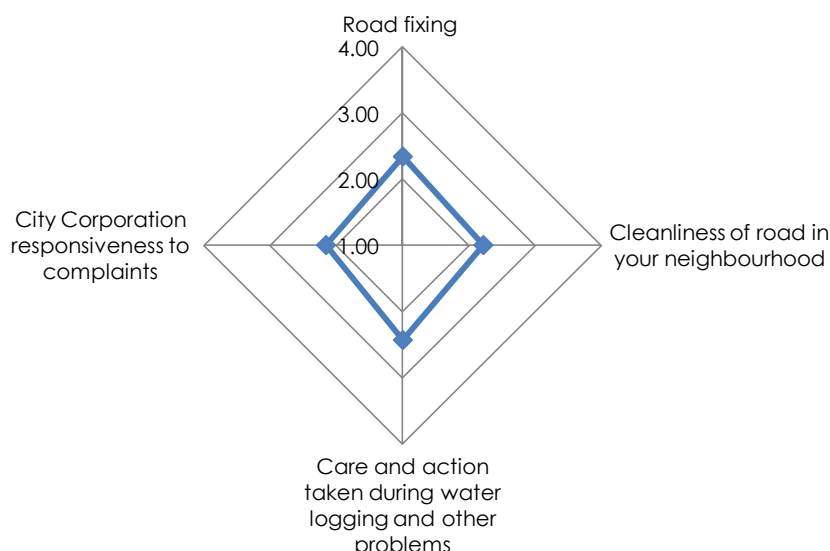 Road fixing
4.00
3.00
2.00
1.00
City Corporation
responsiveness to
complaints
Cleanliness of road in
your neighbourhood
Care and action
taken during water
logging and other
problems